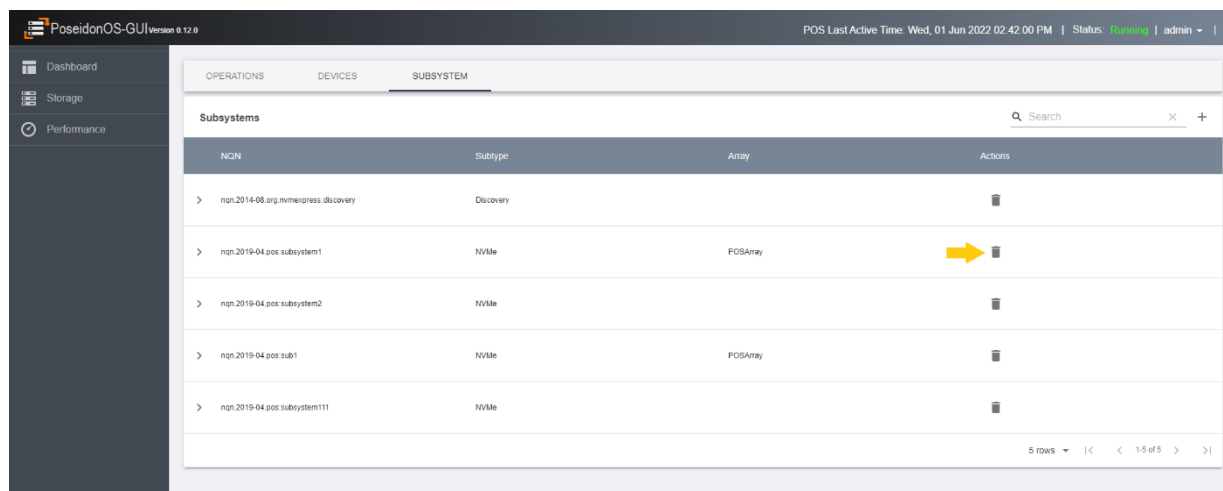 PoseidonOS-GUI Version 0.12.0
POS Last Active Time: Wed, 01 Jun 2022 02.42.00 PM | Status: Running | admin |
Dashboard
Storage
Performance
OPERATIONS DEVICES SUBSYSTEM
Subsystems
Search
NQN Subtype Array Actions
nqn.2014-08.org.nvmexpress.discovery Discovery
nqn.2019-04.pos:subsystem1 NVMe POSArray
nqn.2019-04.pos:subsystem2 NVMe
nqn.2019-04.pos:sub1 NVMe POSArray
nqn.2019-04.pos:subsystem111 NVMe
5 rows 1-5 of 5